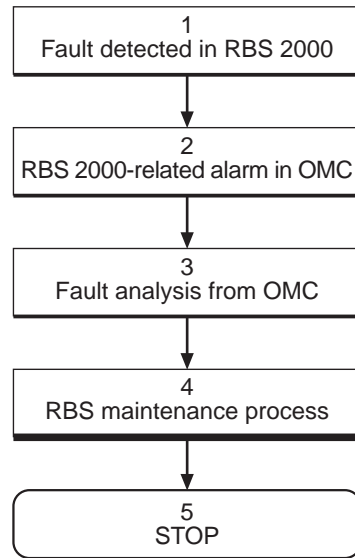 1
Fault detected in RBS 2000
2
RBS 2000-related alarm in OMC
3
Fault analysis from OMC
4
RBS maintenance process
5
STOP